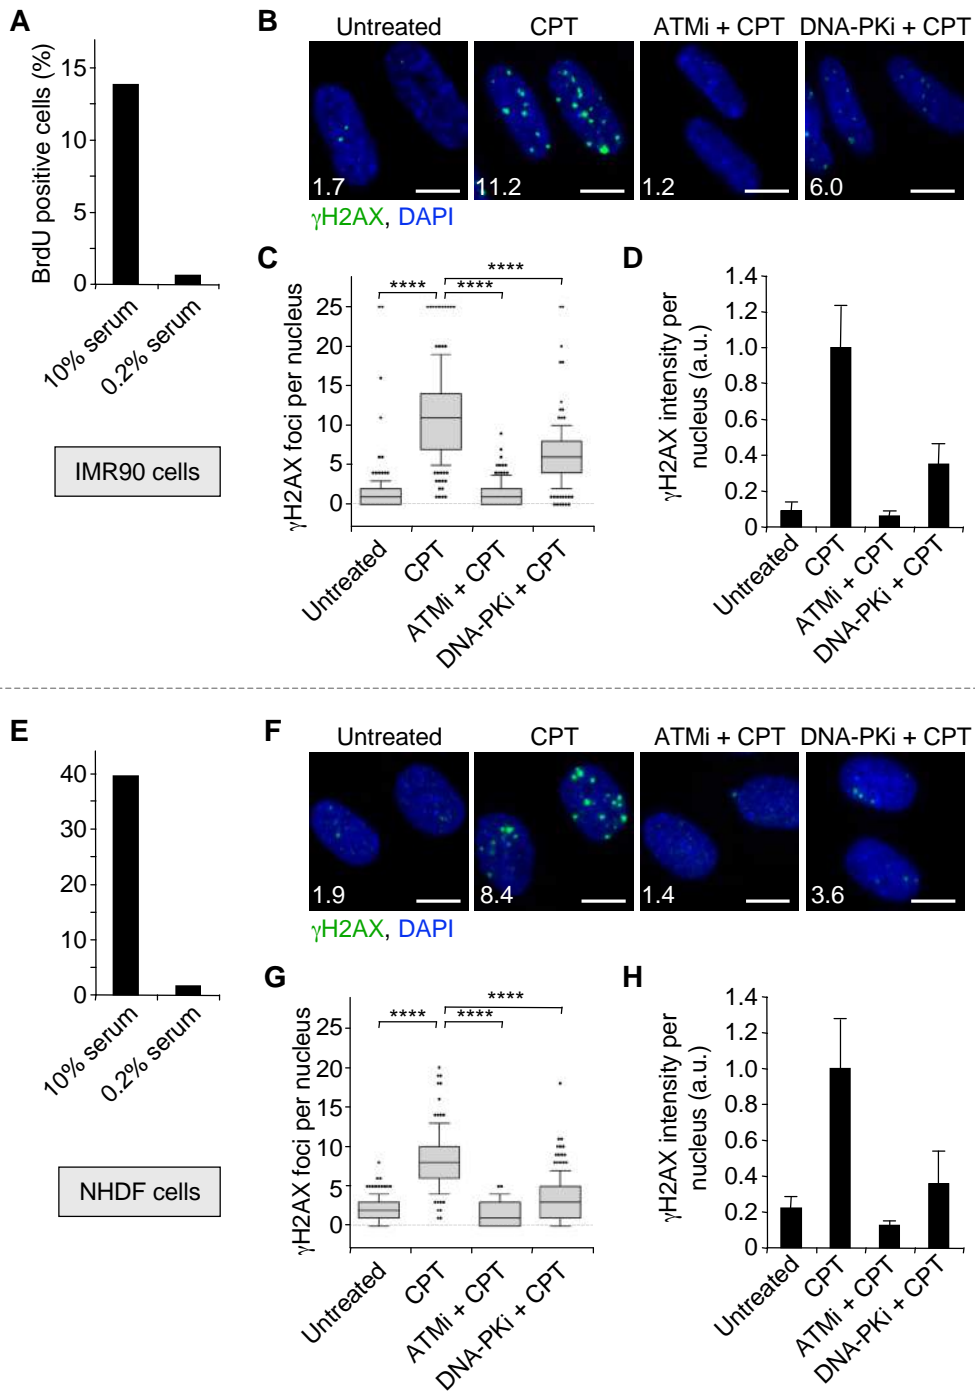 A
BrdU positive cells (%)
15
10
5
0
10% serum
0.2% serum
IMR90 cells
B
Untreated
CPT
ATMi + CPT
DNA-PKi + CPT
1.7
11.2
1.2
6.0
γH2AX, DAPI
C
γH2AX foci per nucleus
25
20
15
10
5
0
****
****
****
Untreated
CPT
ATMi + CPT
DNA-PKi + CPT
D
γH2AX intensity per
nucleus (a.u.)
1.4
1.2
1.0
0.8
0.6
0.4
0.2
0
Untreated
CPT
ATMi + CPT
DNA-PKi + CPT
E
40
30
20
10
0
10% serum
0.2% serum
NHDF cells
F
Untreated
CPT
ATMi + CPT
DNA-PKi + CPT
1.9
8.4
1.4
3.6
γH2AX, DAPI
G
γH2AX foci per nucleus
25
20
15
10
5
0
****
****
****
Untreated
CPT
ATMi + CPT
DNA-PKi + CPT
H
γH2AX intensity per
nucleus (a.u.)
1.4
1.2
1.0
0.8
0.6
0.4
0.2
0
Untreated
CPT
ATMi + CPT
DNA-PKi + CPT